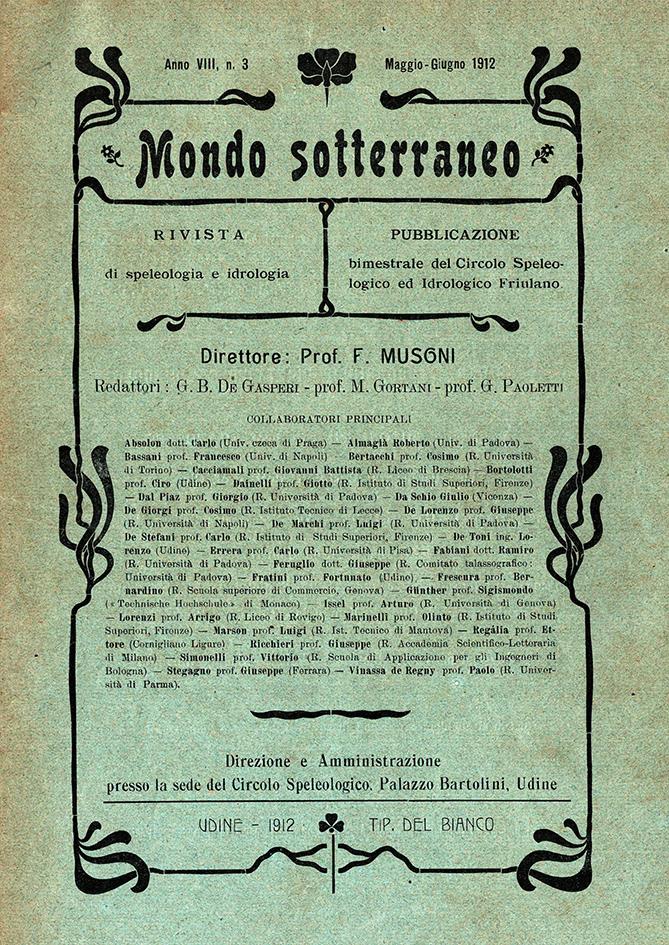 Anno VIII, n. 3
Maggio-Giugno 1912
Mondo sotterraneo
RIVISTA
di speleologia e idrologia
PUBBLICAZIONE
bimestrale del Circolo Speleo-
logico ed Idrologico Friulano.
Direttore: Prof. F. MUSONI
Redattori: G. B. DE GASPERI - prof. M. GORTANI - prof. G. PAOLETTI
COLLABORATORI PRINCIPALI
Absolon dott. Carlo (Univ. czeca di Praga) — Almagià Roberto (Univ. di Padova) —
Bassani prof. Francesco (Univ. di Napoli) — Bertacchi prof. Cosimo (R. Università
di Torino) — Cacciamali prof. Giovanni Battista (R. Liceo di Brescia) — Bortolotti
prof. Ciro (Udine) — Dainelli prof. Giotto (R. Istituto di Studi Superiori, Firenze)
— Dal Piaz prof. Giorgio (R. Università di Padova) — Da Schio Giulio (Vicenza) —
De Giorgi prof. Cosimo (R. Istituto Tecnico di Lecce) — De Lorenzo prof. Giuseppe
(R. Università di Napoli) — De Marchi prof. Luigi (R. Università di Padova) —
De Stefani prof. Carlo (R. Istituto di Studi Superiori, Firenze) — De Toni ing. Lo-
renzo (Udine) — Errera prof. Carlo (R. Università di Pisa) — Fabiani dott. Ramiro
(R. Università di Padova) — Feruglio dott. Giuseppe (R. Comitato talassografico:
Università di Padova) — Fratini prof. Fortunato (Udine) — Frescura prof. Ber-
nardino (R. Scuola superiore di Commercio, Genova) — Günther prof. Sigismondo
(« Technische Hochschule » di Monaco) — Issel prof. Arturo (R. Università di Genova)
— Lorenzi prof. Arrigo (R. Liceo di Rovigo) — Marinelli prof. Olinto (R. Istituto di Studi
Superiori, Firenze) — Marson prof. Luigi (R. Ist. Tecnico di Mantova) — Regàlia prof. Et-
tore (Cornigliano Ligure) — Ricchieri prof. Giuseppe (R. Accademia Scientifico-Letteraria
di Milano) — Simonelli prof. Vittorio (R. Scuola di Applicazione per gli Ingegneri di
Bologna) — Stegagno prof. Giuseppe (Ferrara) — Vinassa de Regny prof. Paolo (R. Univer-
sità di Parma).
Direzione e Amministrazione
presso la sede del Circolo Speleologico, Palazzo Bartolini, Udine
UDINE - 1912
TIP. DEL BIANCO